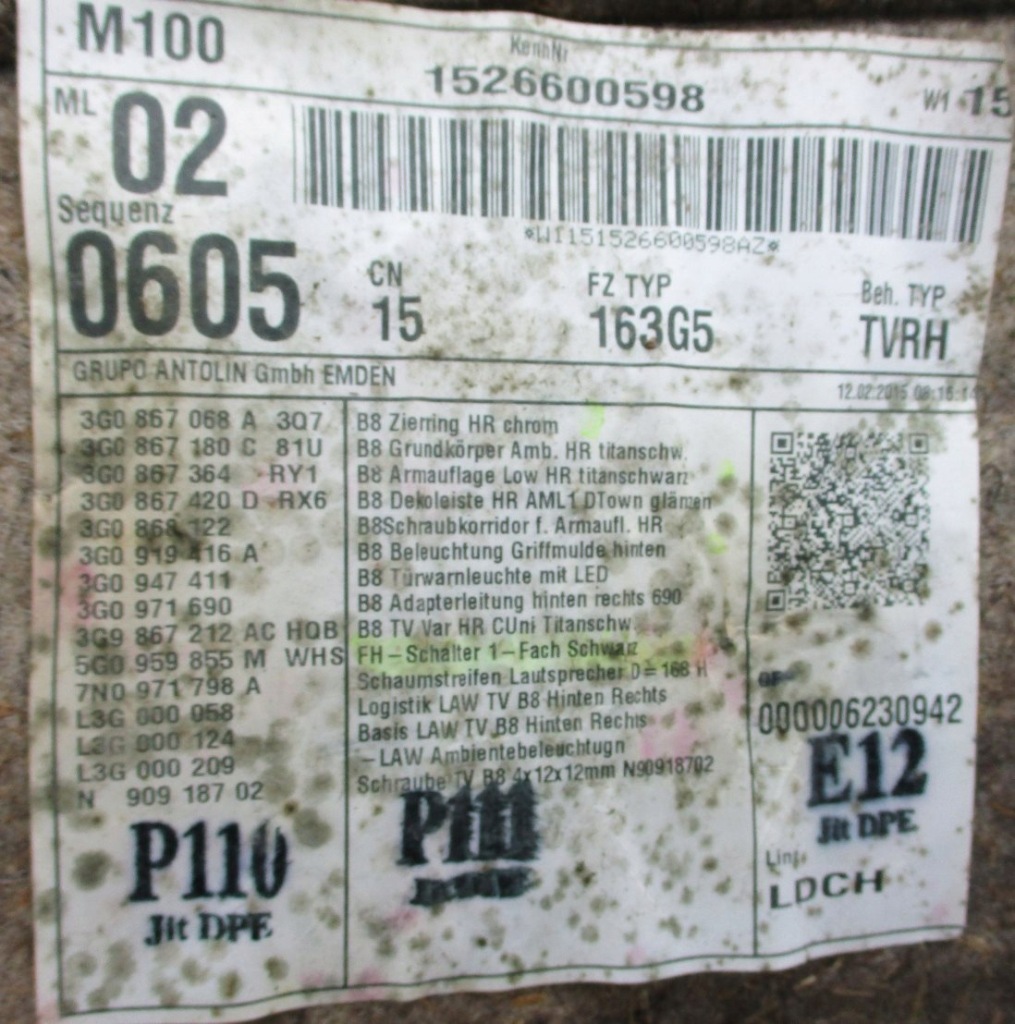 M100
KennNr
1526600598
W1 15
ML 02
*WI151526600598AZ*
Sequenz
0605
CN
15
FZ TYP
163G5
Beh. TYP
TVRH
GRUPO ANTOLIN Gmbh EMDEN
12.02.2015 08:16:14
3G0 867 068 A 3Q7 B8 Zierring HR chrom
3G0 867 180 C 81U B8 Grundkörper Amb. HR titanschw.
3G0 867 364 RY1 B8 Armauflage Low HR titanschwarz
3G0 867 420 D RX6 B8 Dekoleiste HR AML1 DTown glämen
3G0 868 122 B8Schraubkorridor f. Armaufl. HR
3G0 919 416 A B8 Beleuchtung Griffmulde hinten
3G0 947 411 B8 Türwarnleuchte mit LED
3G0 971 690 B8 Adapterleitung hinten rechts 690
3G9 867 212 AC HQB B8 TV Var HR CUni Titanschw.
5G0 959 855 M WHS FH-Schalter 1-Fach Schwarz
7N0 971 798 A Schaumstreifen Lautsprecher D=168 H
L3G 000 058 Logistik LAW TV B8 Hinten Rechts
L3G 000 124 Basis LAW TV B8 Hinten Rechts
L3G 000 209 -LAW Ambientebeleuchtugn
N 909 187 02 Schraube TV B8 4x12x12mm N90918702
000006230942
E12
Jit DPE
P111
P110
Jit DPE
Lini
LDCH